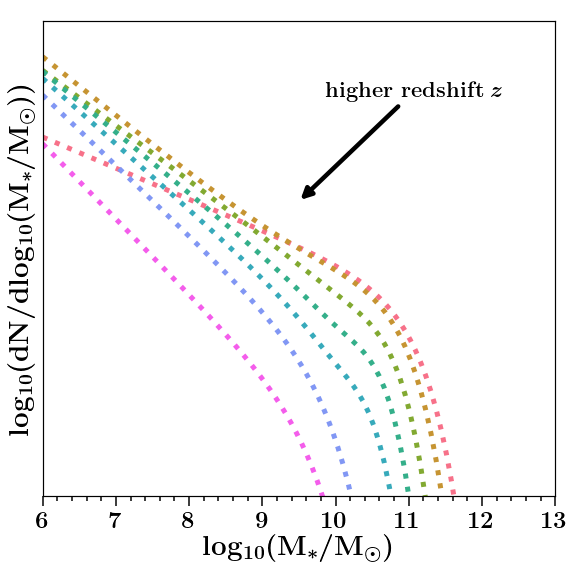 higher redshift z
log₁₀(dN/dlog₁₀(M∗/M⊙))
6 7 8 9 10 11 12 13
log₁₀(M∗/M⊙)